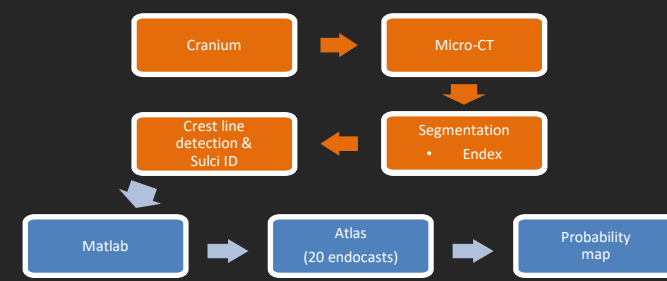 Cranium
Micro-CT
Segmentation
• Endex
Crest line
detection &
Sulci ID
Matlab
Atlas
(20 endocasts)
Probability
map